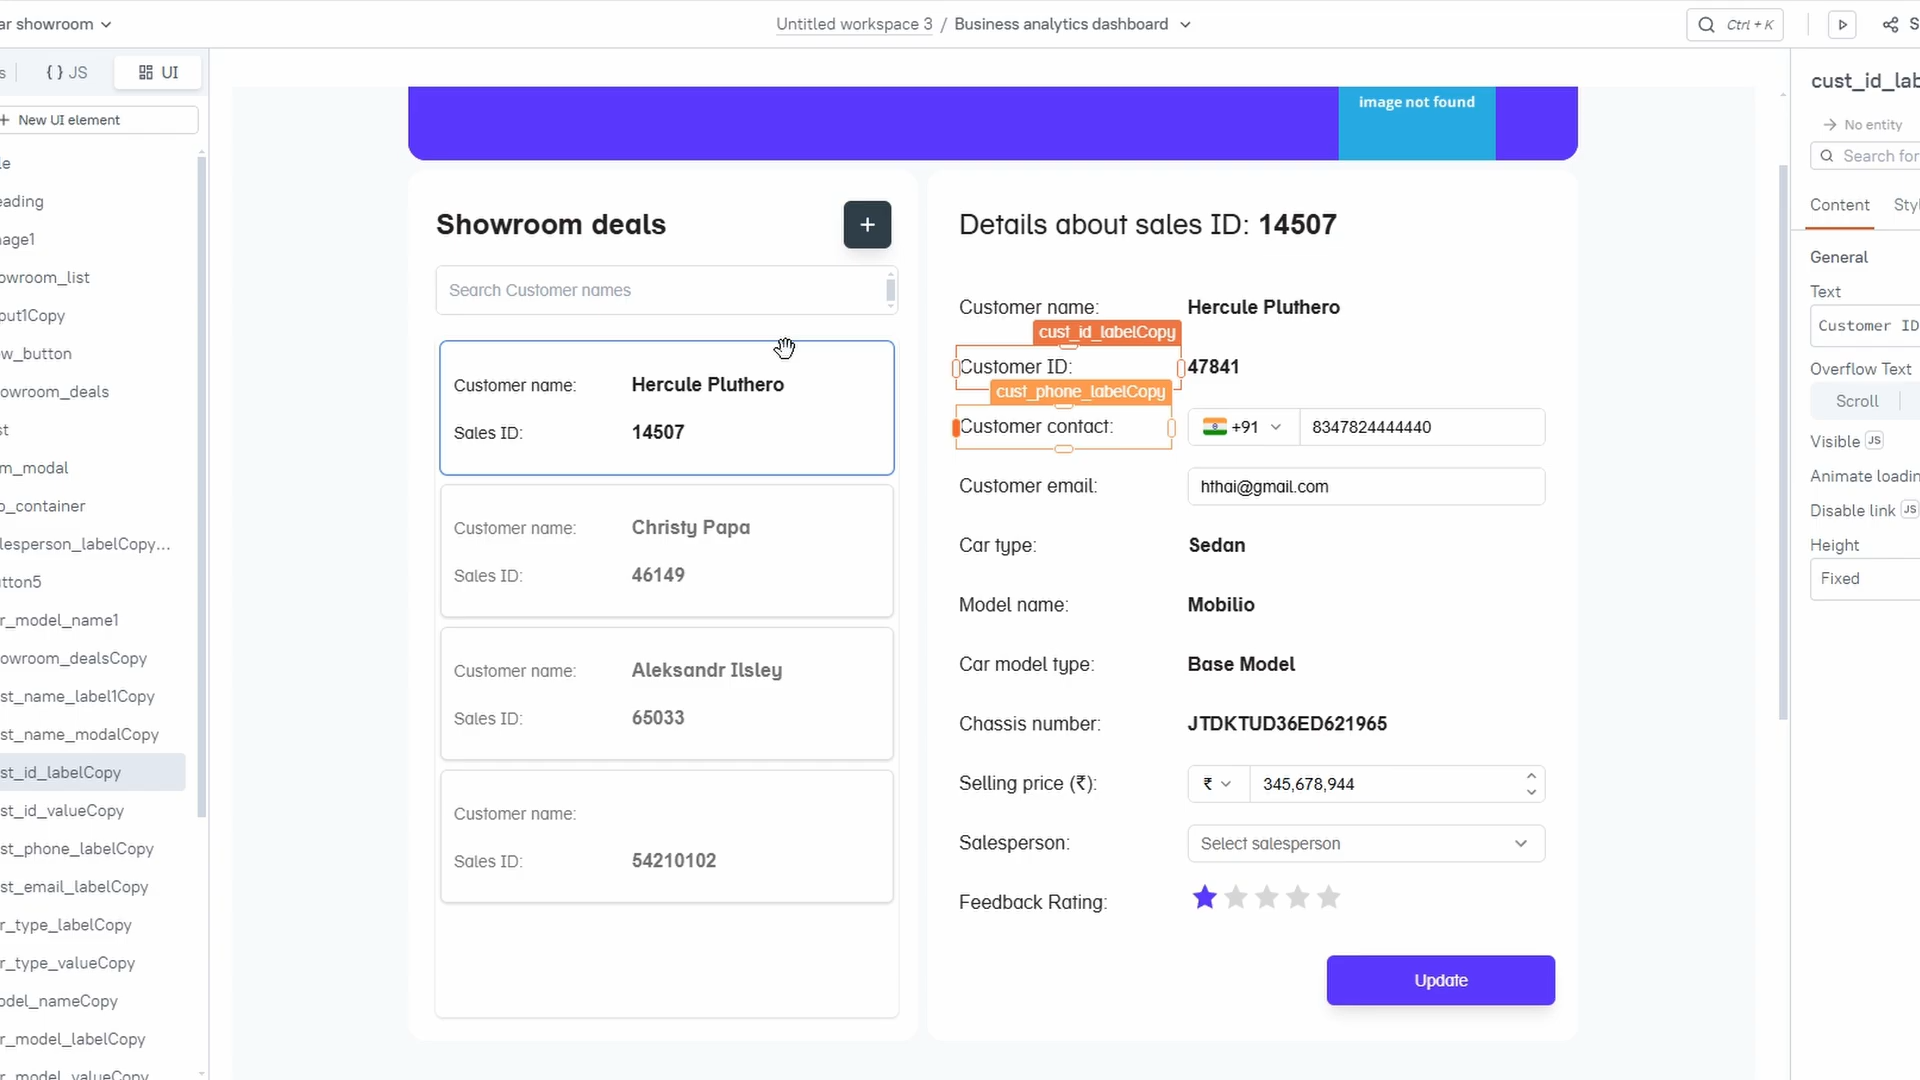 ar showroom
Untitled workspace 3 / Business analytics dashboard
Ctrl + K
S
s
{ } JS
UI
+ New UI element
le
eading
nage1
owroom_list
put1Copy
ew_button
owroom_deals
st
m_modal
o_container
lesperson_labelCopy...
utton5
r_model_name1
owroom_dealsCopy
st_name_label1Copy
st_name_modalCopy
st_id_labelCopy
st_id_valueCopy
st_phone_labelCopy
st_email_labelCopy
r_type_labelCopy
r_type_valueCopy
odel_nameCopy
r_model_labelCopy
r_model_valueCopy
image not found
Showroom deals
+
Search Customer names
Customer name: Hercule Pluthero
Sales ID: 14507
Customer name: Christy Papa
Sales ID: 46149
Customer name: Aleksandr Ilsley
Sales ID: 65033
Customer name:
Sales ID: 54210102
Details about sales ID: 14507
Customer name: Hercule Pluthero
cust_id_labelCopy
Customer ID: 47841
cust_phone_labelCopy
Customer contact: +91 8347824444440
Customer email: hthai@gmail.com
Car type: Sedan
Model name: Mobilio
Car model type: Base Model
Chassis number: JTDKTUD36ED621965
Selling price (₹): ₹ 345,678,944
Salesperson: Select salesperson
Feedback Rating:
Update
cust_id_lab
No entity
Search for
Content Styl
General
Text
Customer ID
Overflow Text
Scroll
Visible JS
Animate loadin
Disable link JS
Height
Fixed